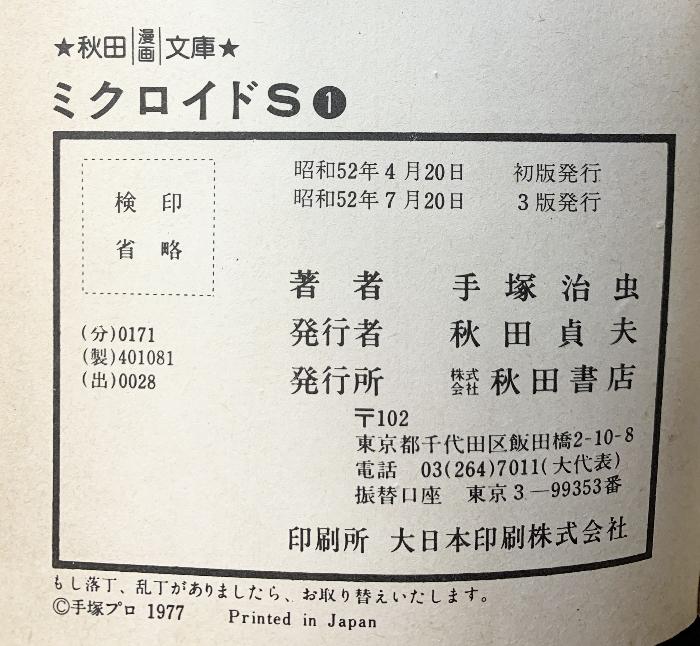 ★秋田漫画文庫★
ミクロイドS❶
検印
省略
(分)0171
(製)401081
(出)0028
昭和52年4月20日 初版発行
昭和52年7月20日 3版発行
著者 手塚治虫
発行者 秋田貞夫
発行所 株式会社 秋田書店
〒102
東京都千代田区飯田橋2-10-8
電話 03(264)7011(大代表)
振替口座 東京3―99353番
印刷所 大日本印刷株式会社
もし落丁、乱丁がありましたら、お取り替えいたします。
©手塚プロ 1977 Printed in Japan